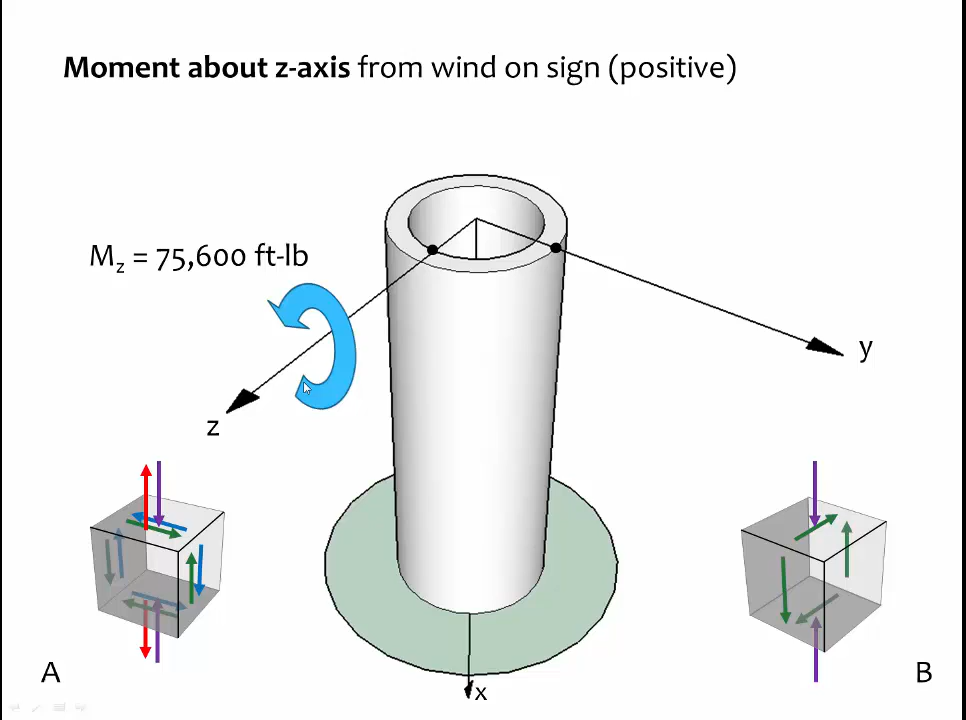 Moment about z-axis from wind on sign (positive)
Mz = 75,600 ft-lb
y
z
A
B
x